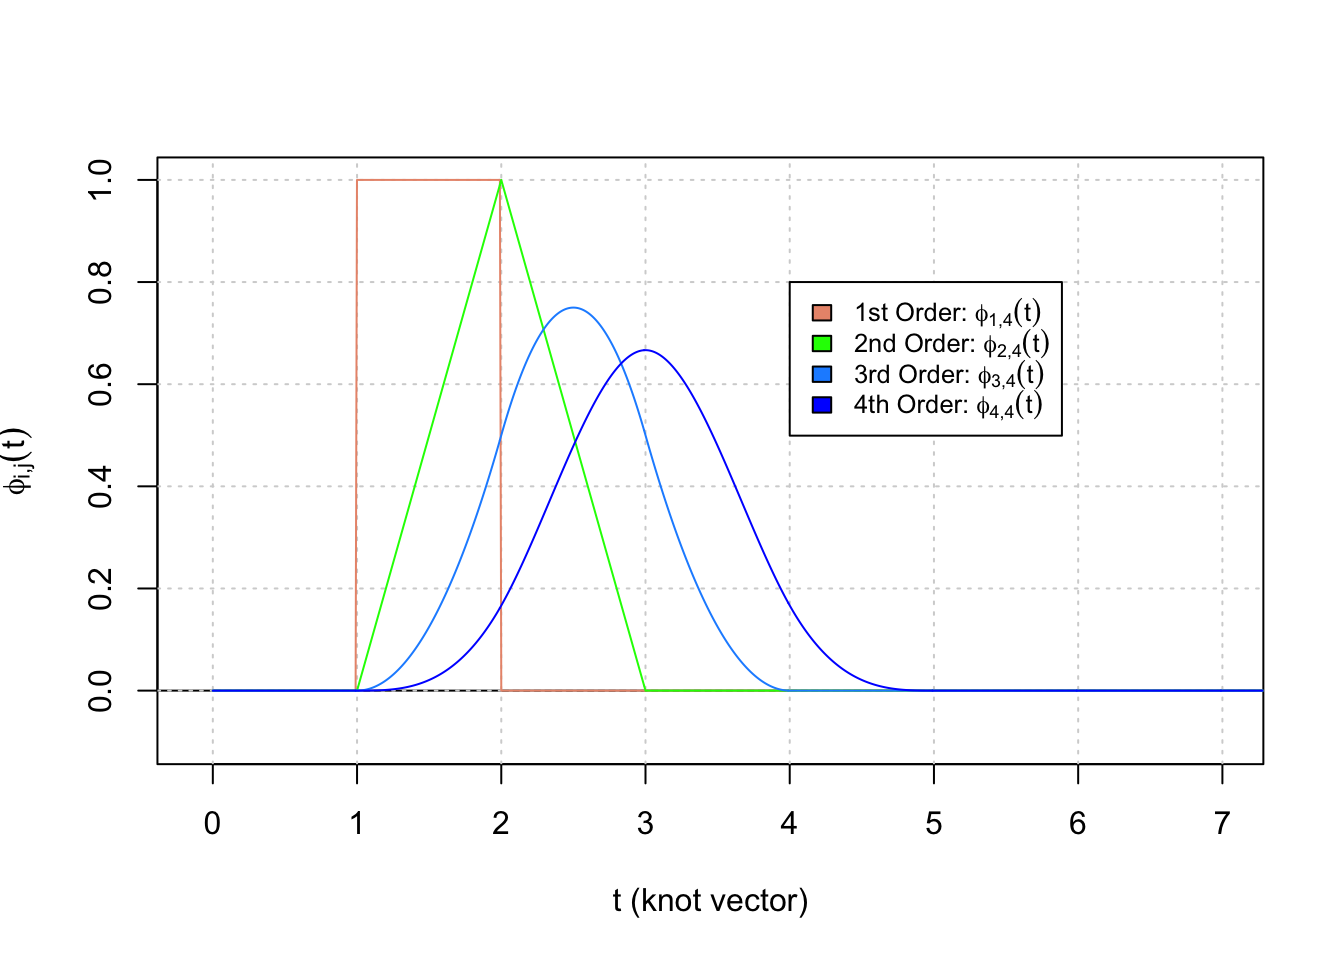 1.0
0.8
0.6
0.4
0.2
0.0
ϕi,j(t)
1st Order: ϕ1,4(t)
2nd Order: ϕ2,4(t)
3rd Order: ϕ3,4(t)
4th Order: ϕ4,4(t)
0 1 2 3 4 5 6 7
t (knot vector)